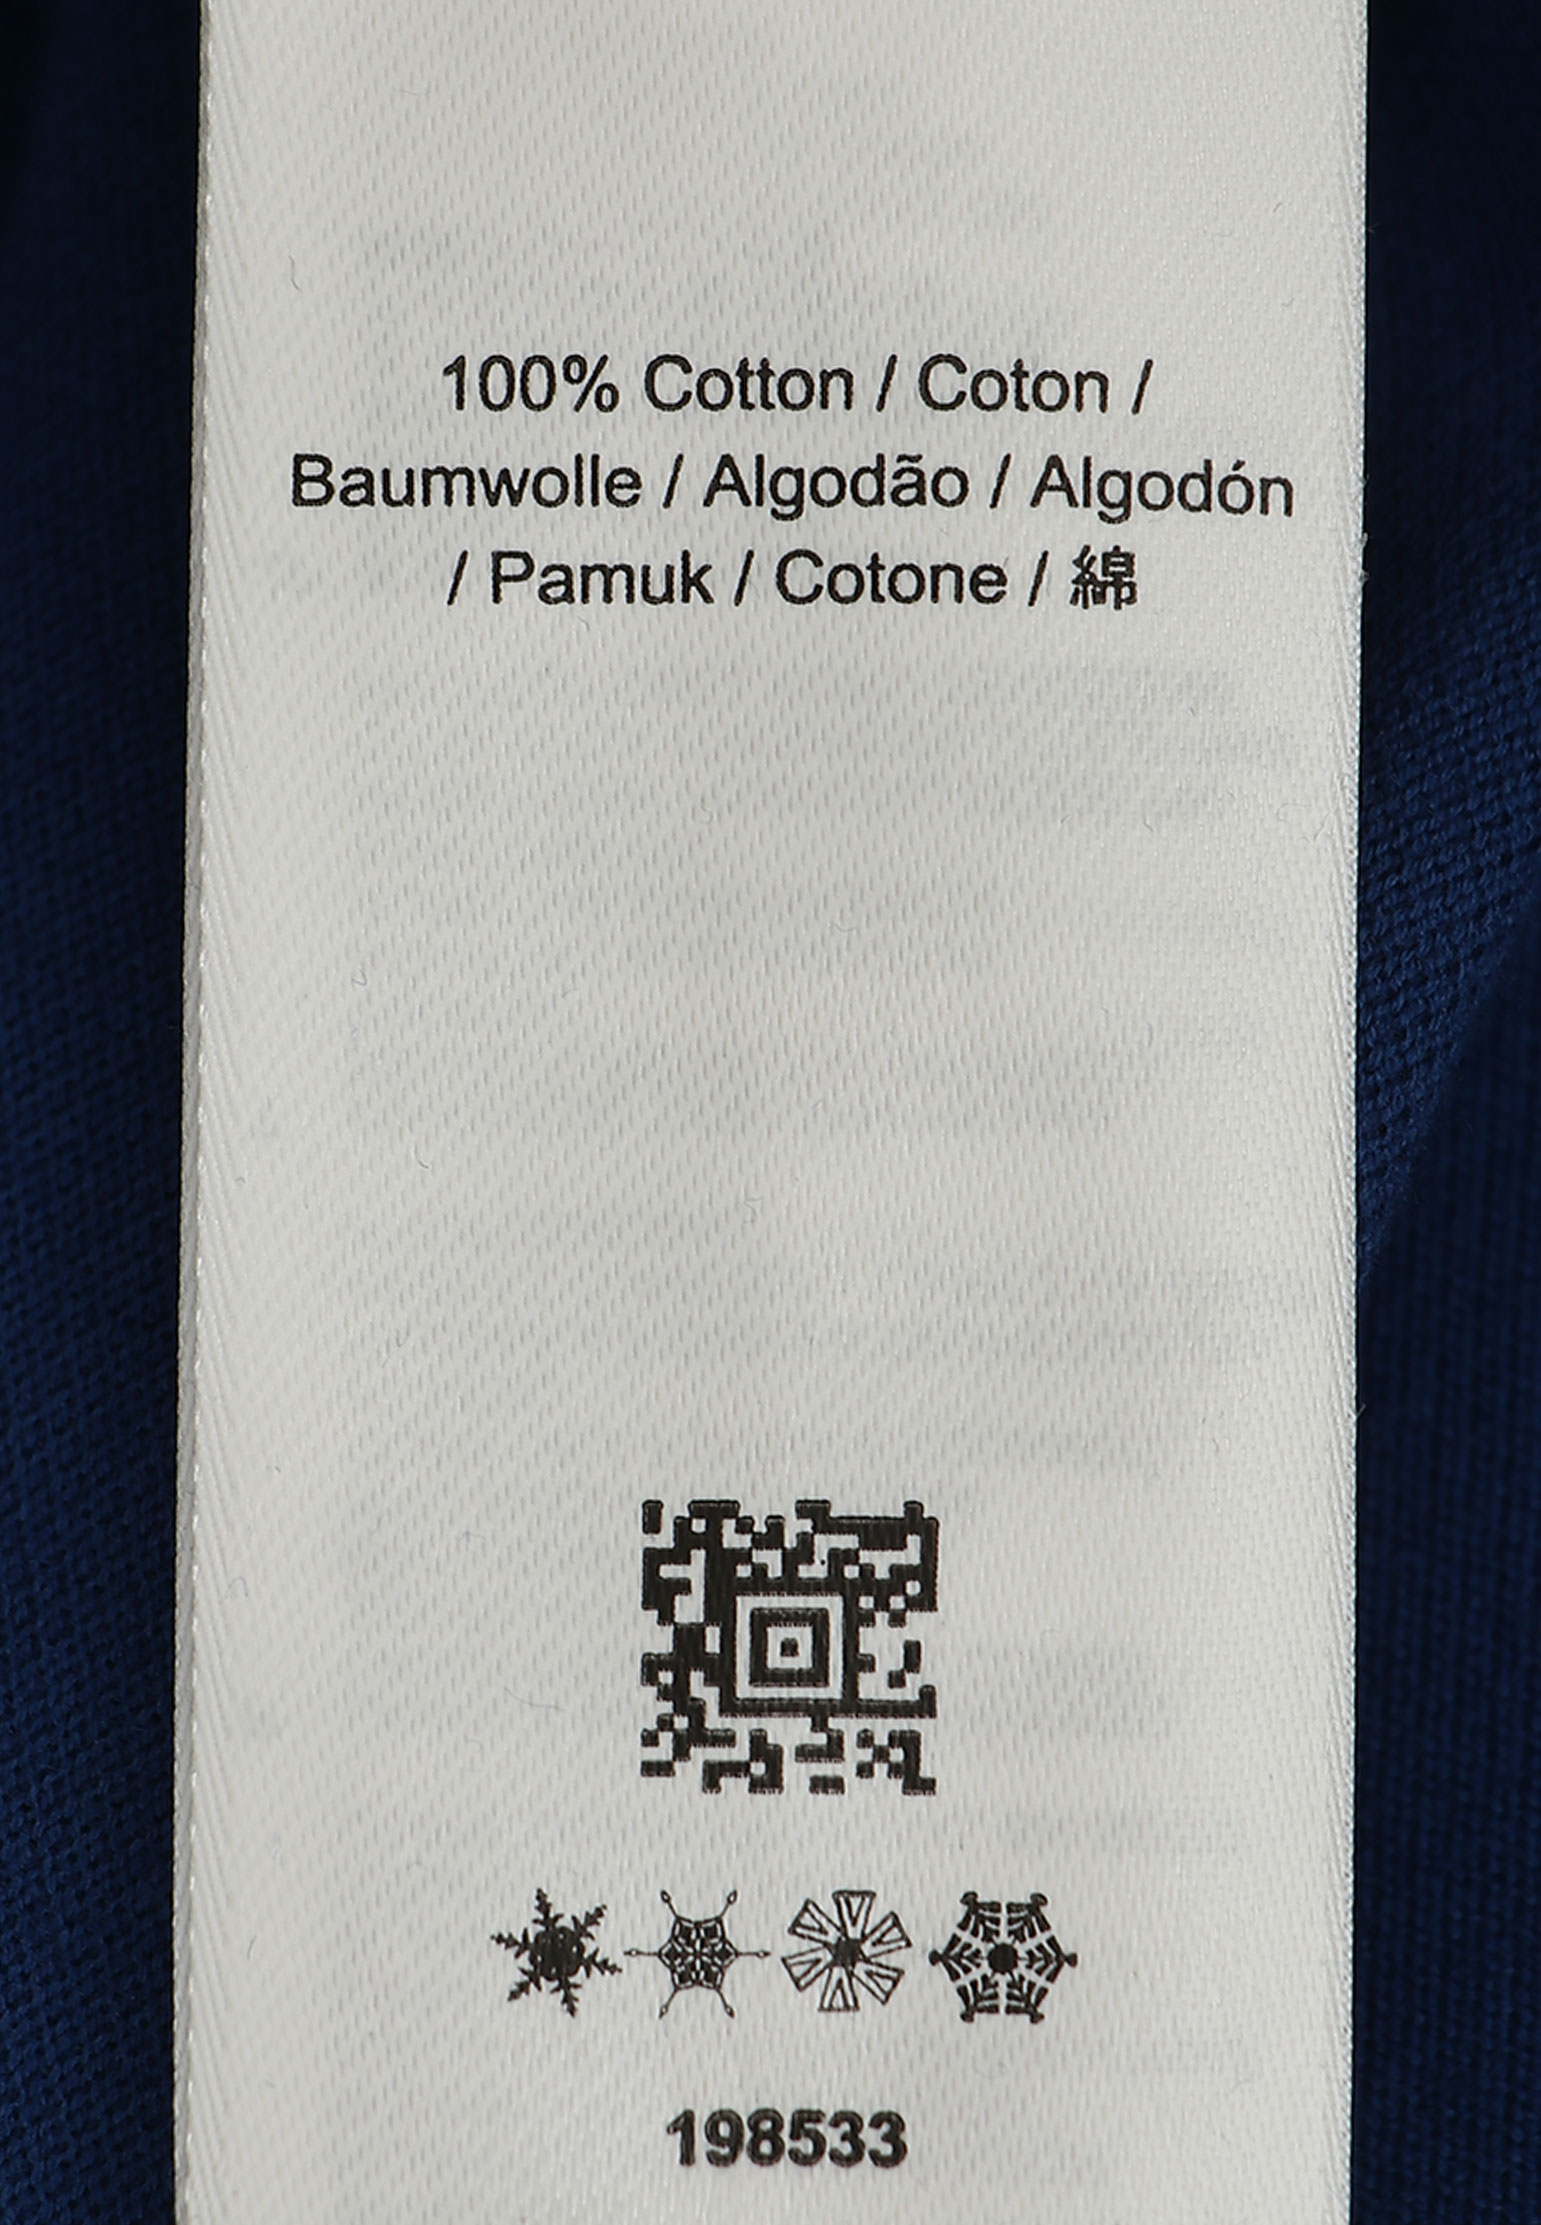 100% Cotton / Coton /
Baumwolle / Algodão / Algodón
/ Pamuk / Cotone / 綿
198533